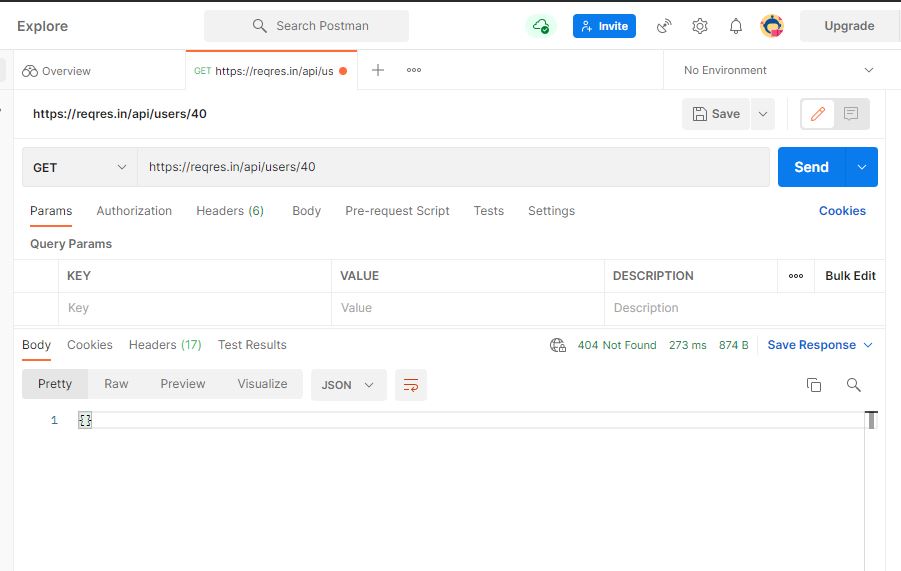 Explore Search Postman Invite Upgrade
Overview GET https://reqres.in/api/us No Environment
https://reqres.in/api/users/40 Save
GET https://reqres.in/api/users/40 Send
Params Authorization Headers (6) Body Pre-request Script Tests Settings Cookies
Query Params
KEY VALUE DESCRIPTION Bulk Edit
Key Value Description
Body Cookies Headers (17) Test Results 404 Not Found 273 ms 874 B Save Response
Pretty Raw Preview Visualize JSON
1 {}